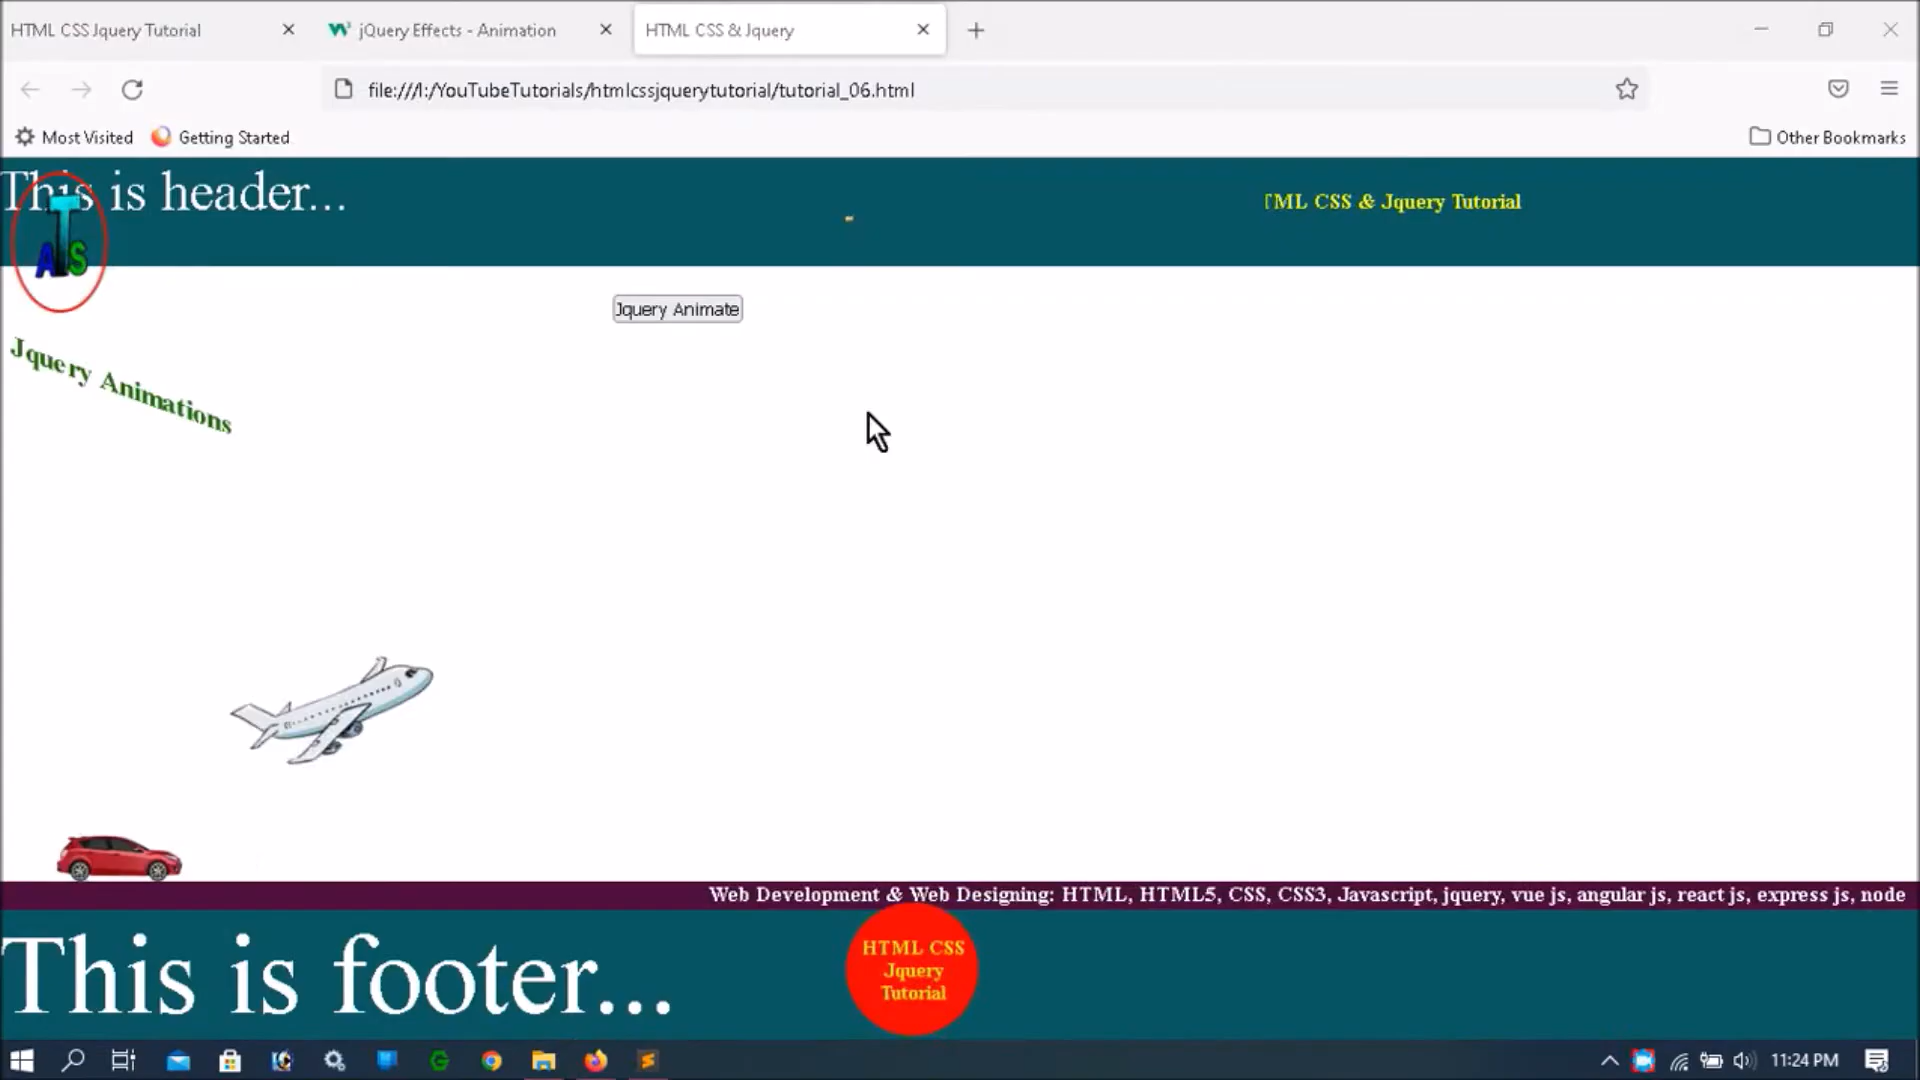 HTML CSS Jquery Tutorial
jQuery Effects - Animation
HTML CSS & Jquery
file:///I:/YouTubeTutorials/htmlcssjquerytutorial/tutorial_06.html
Most Visited
Getting Started
Other Bookmarks
This is header...
TML CSS & Jquery Tutorial
ATS
Jquery Animate
Jquery Animations
Web Development & Web Designing: HTML, HTML5, CSS, CSS3, Javascript, jquery, vue js, angular js, react js, express js, node
This is footer...
HTML CSS
Jquery
Tutorial
11:24 PM